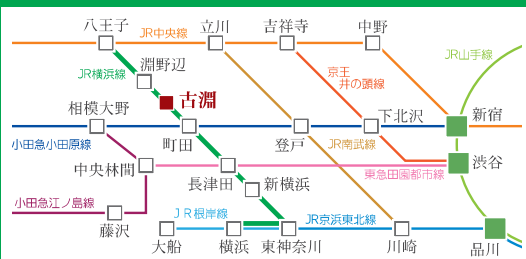 八王子
JR中央線
立川
吉祥寺
中野
JR山手線
淵野辺
JR横浜線
京王
井の頭線
古淵
相模大野
下北沢
新宿
小田急小田原線
町田
登戸
JR南武線
渋谷
中央林間
長津田
新横浜
東急田園都市線
小田急江ノ島線
藤沢
JR根岸線
JR京浜東北線
大船
横浜
東神奈川
川崎
品川